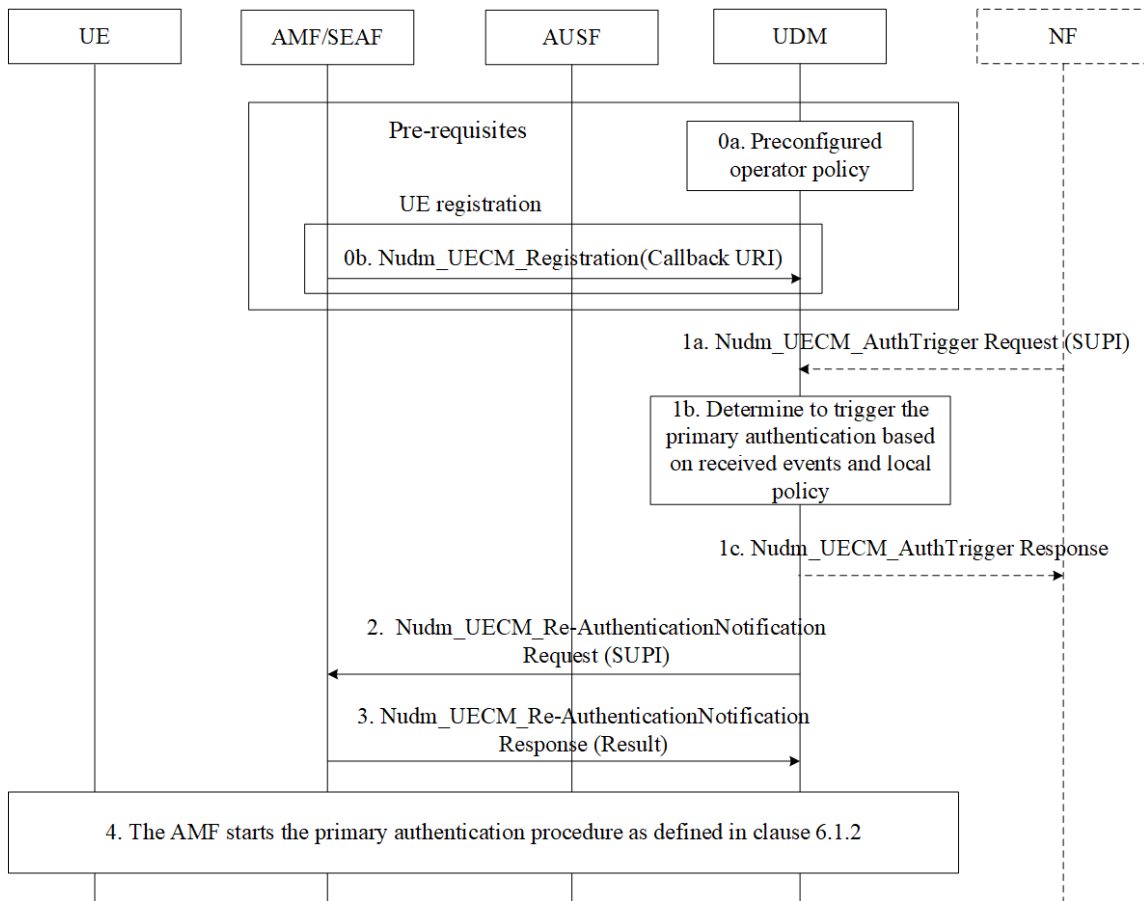 UE
AMF/SEAF
AUSF
UDM
NF
Pre-requisites
0a. Preconfigured
operator policy
UE registration
0b. Nudm_UECM_Registration(Callback URI)
1a. Nudm_UECM_AuthTrigger Request (SUPI)
1b. Determine to trigger the
primary authentication based
on received events and local
policy
1c. Nudm_UECM_AuthTrigger Response
2. Nudm_UECM_Re-AuthenticationNotification
Request (SUPI)
3. Nudm_UECM_Re-AuthenticationNotification
Response (Result)
4. The AMF starts the primary authentication procedure as defined in clause 6.1.2